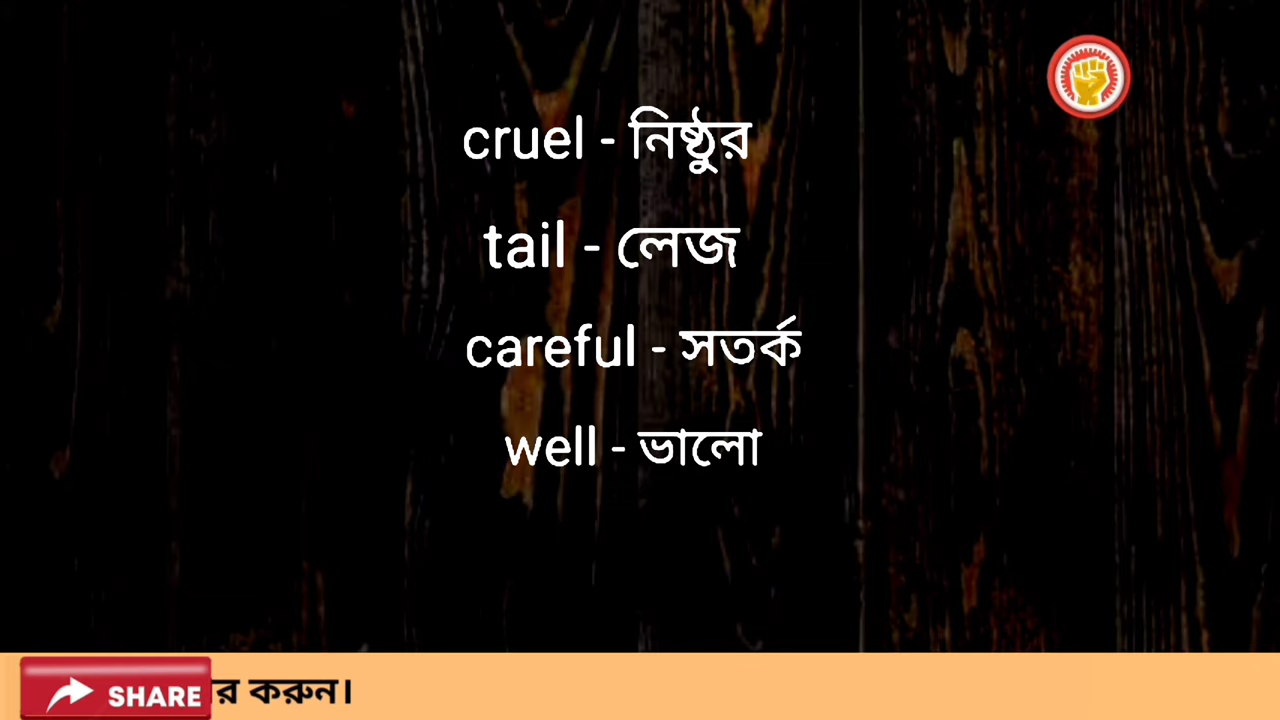 cruel - নিষ্ঠুর
tail - লেজ
careful - সতর্ক
well - ভালো
SHARE করুন।